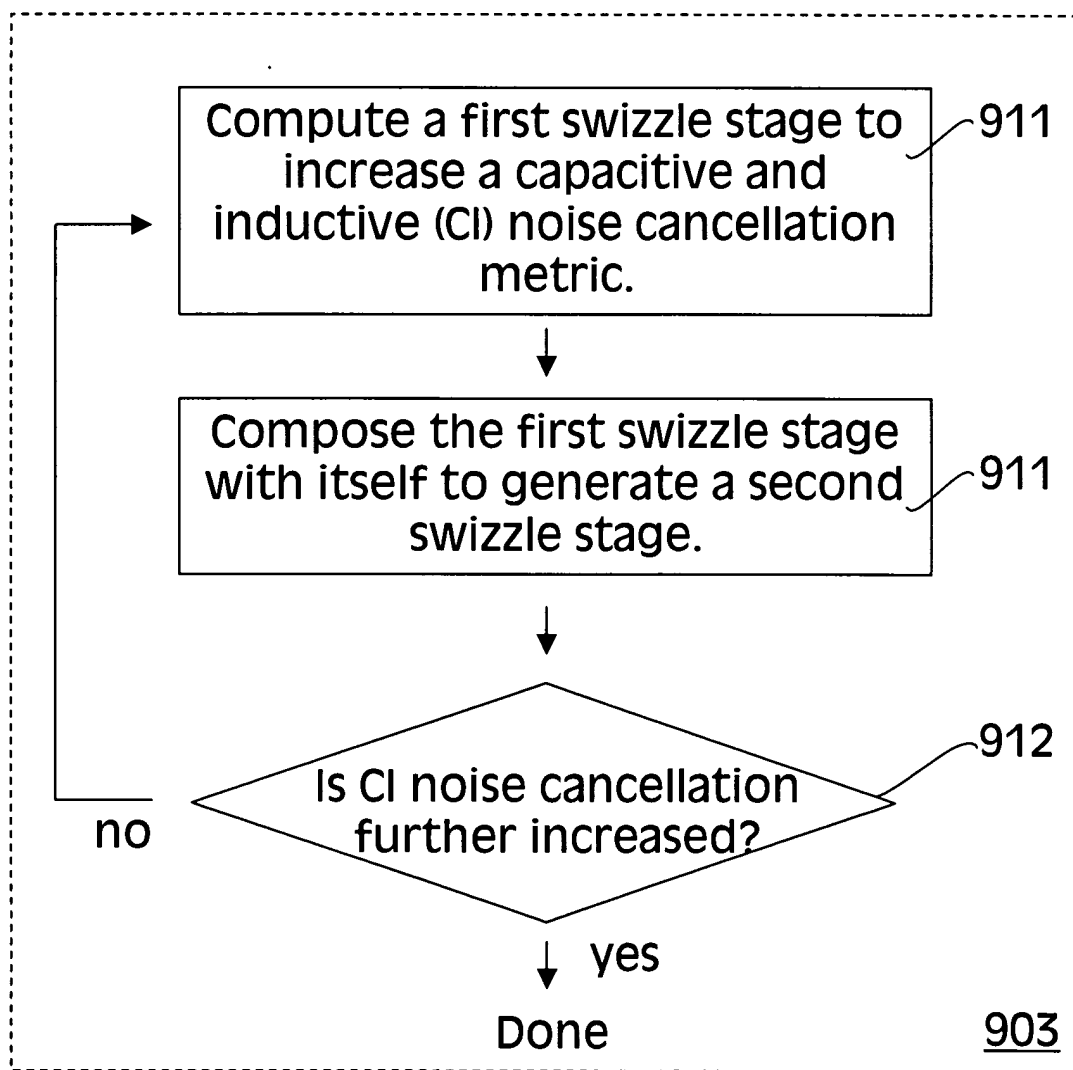 Compute a first swizzle stage to
increase a capacitive and
inductive (CI) noise cancellation
metric.
911
Compose the first swizzle stage
with itself to generate a second
swizzle stage.
911
Is CI noise cancellation
further increased?
912
no
yes
Done
903